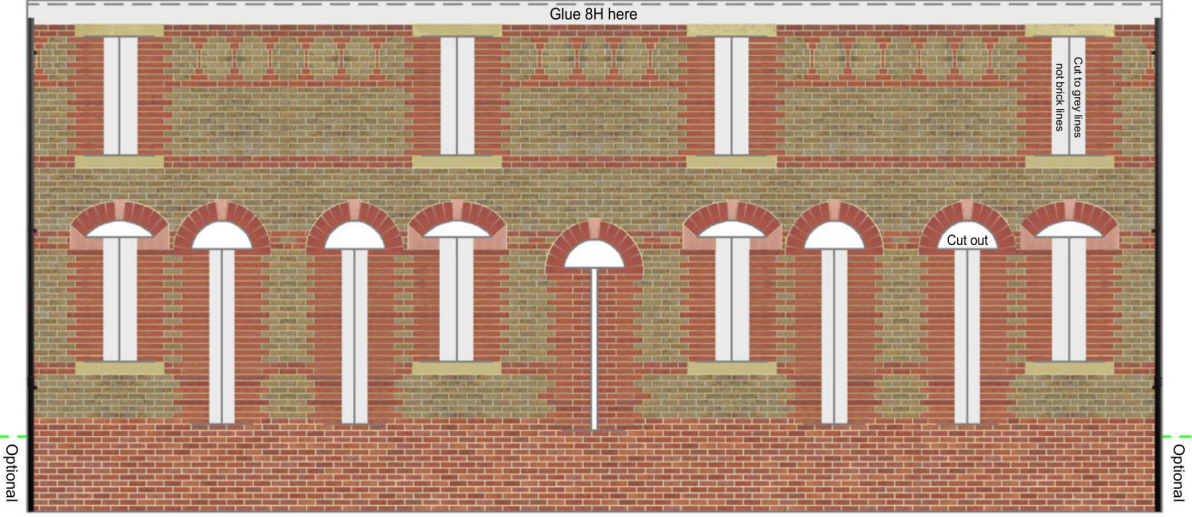 Glue 8H here
Cut to grey lines
not brick lines
Cut out
Optional
Optional